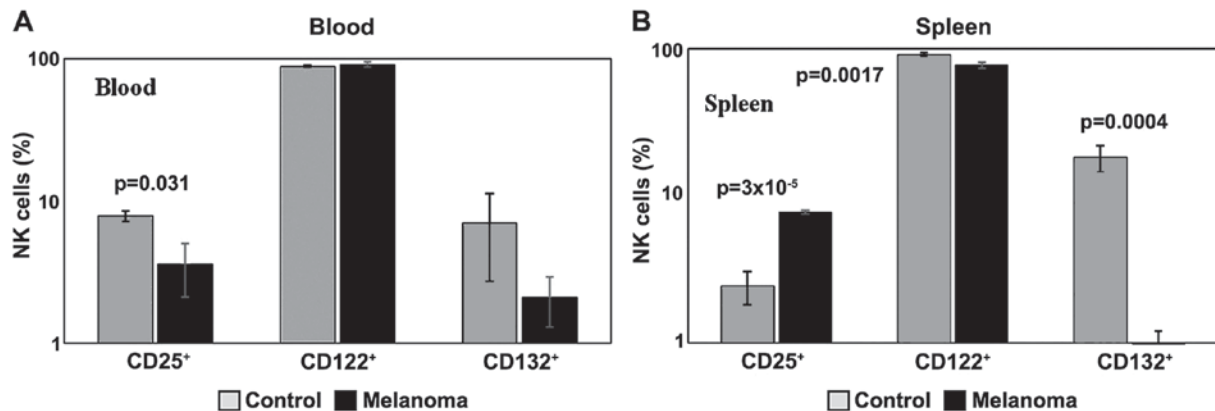 A
Blood
NK cells (%)
100
10
1
Blood
p=0.031
CD25⁺
CD122⁺
CD132⁺
Control
Melanoma
B
Spleen
NK cells (%)
100
10
1
p=0.0017
Spleen
p=0.0004
p=3x10⁻⁵
CD25⁺
CD122⁺
CD132⁺
Control
Melanoma